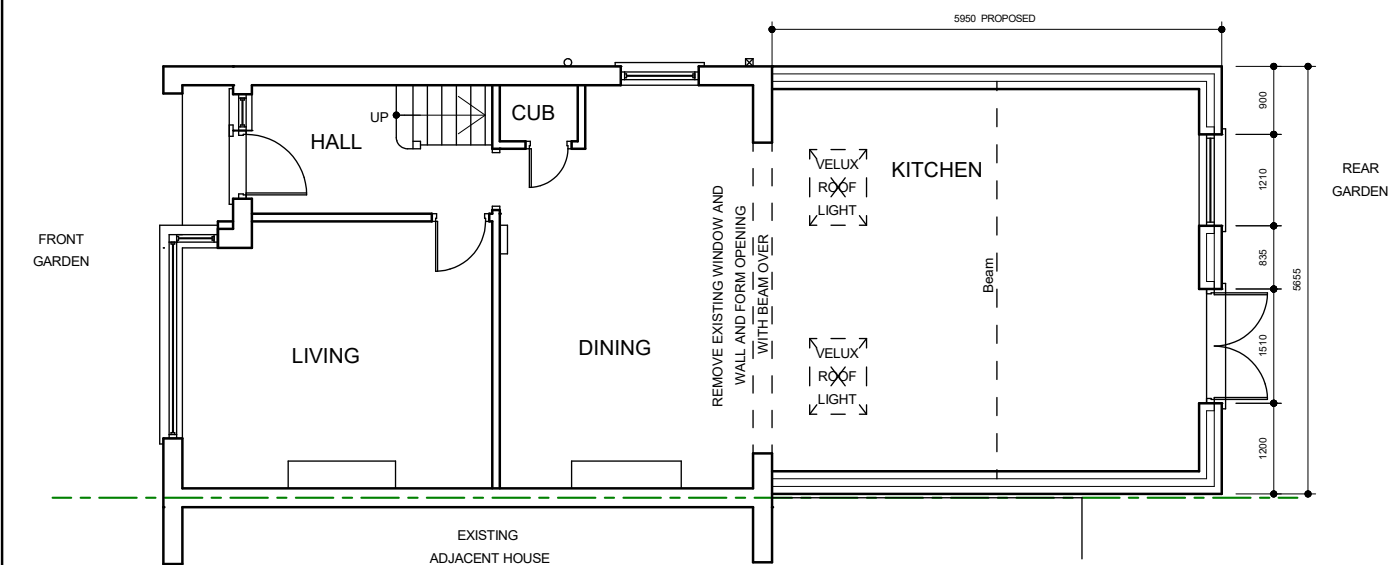 5950 PROPOSED
900
1210
835
5655
1510
1200
REAR
GARDEN
FRONT
GARDEN
HALL
UP
CUB
KITCHEN
VELUX
ROOF
LIGHT
VELUX
ROOF
LIGHT
REMOVE EXISTING WINDOW AND
WALL AND FORM OPENING
WITH BEAM OVER
Beam
LIVING
DINING
EXISTING
ADJACENT HOUSE